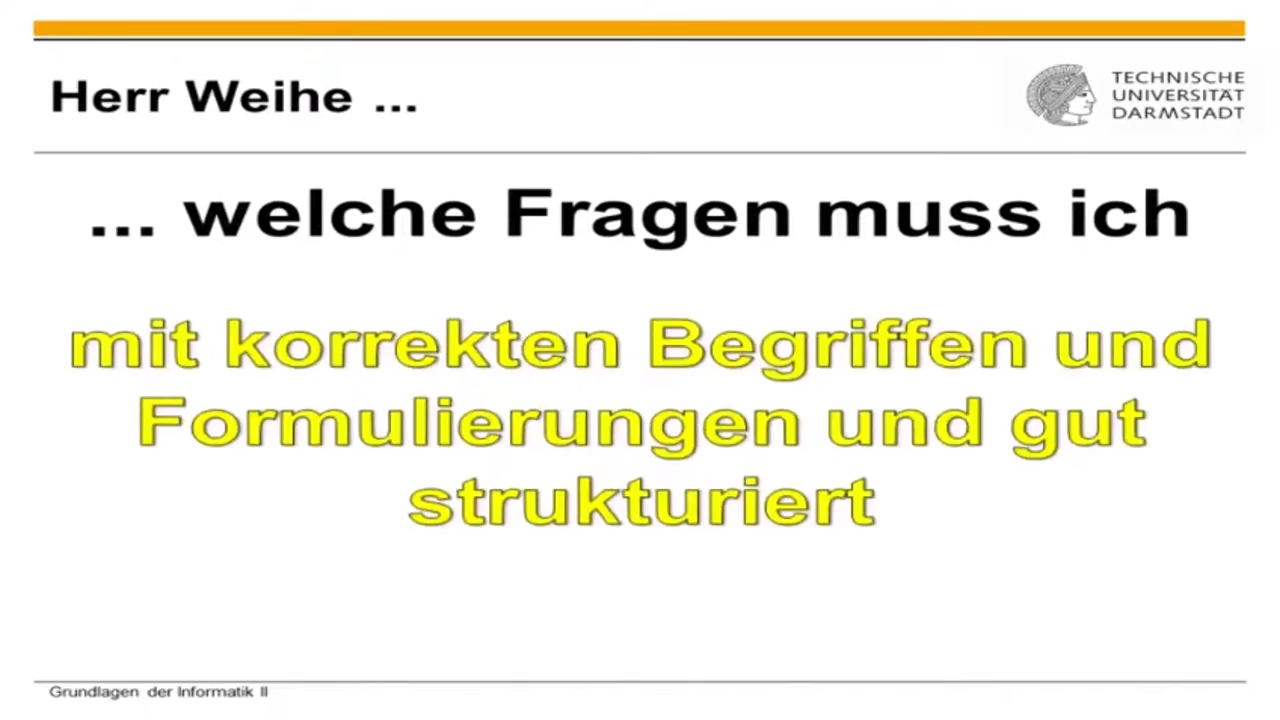 Herr Weihe ...
TECHNISCHE
UNIVERSITÄT
DARMSTADT
... welche Fragen muss ich
mit korrekten Begriffen und
Formulierungen und gut
strukturiert
Grundlagen der Informatik II